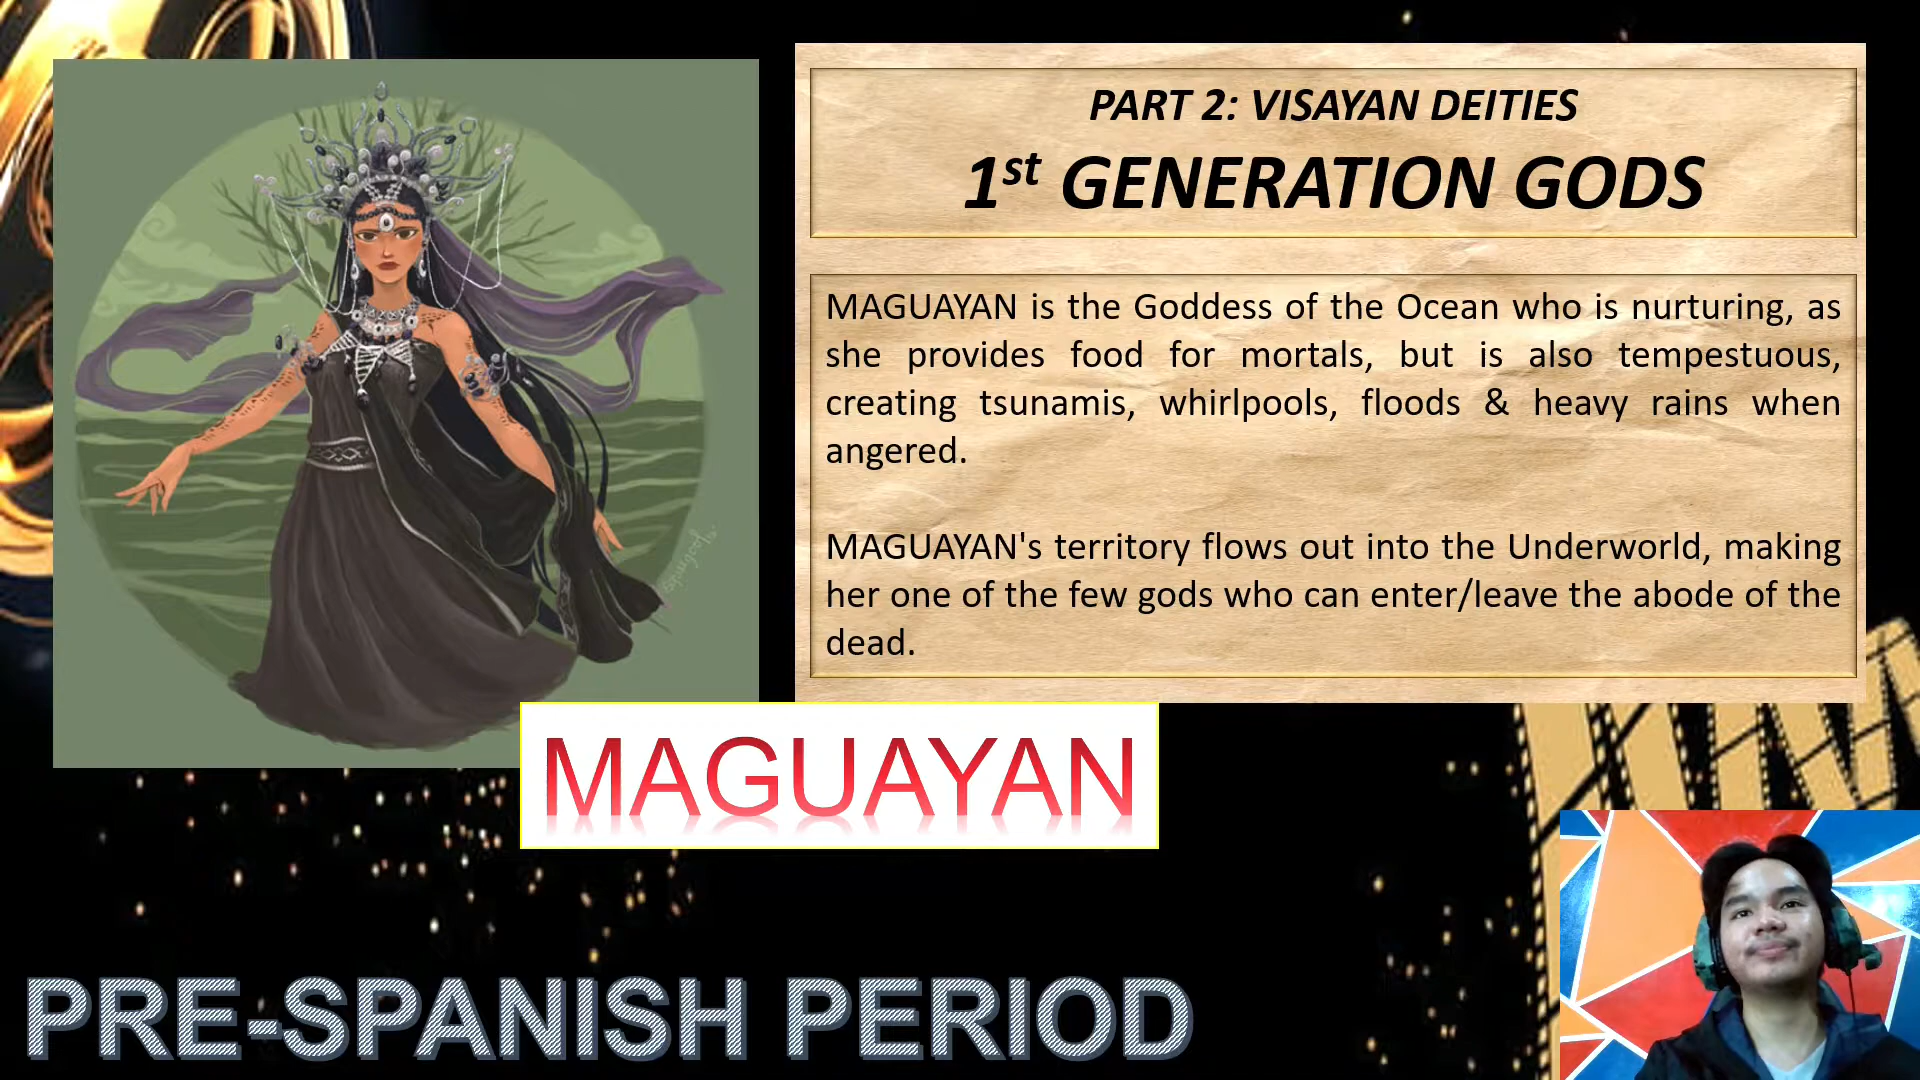 PART 2: VISAYAN DEITIES
1st GENERATION GODS
MAGUAYAN is the Goddess of the Ocean who is nurturing, as
she provides food for mortals, but is also tempestuous,
creating tsunamis, whirlpools, floods & heavy rains when
angered.
MAGUAYAN's territory flows out into the Underworld, making
her one of the few gods who can enter/leave the abode of the
dead.
MAGUAYAN
PRE-SPANISH PERIOD